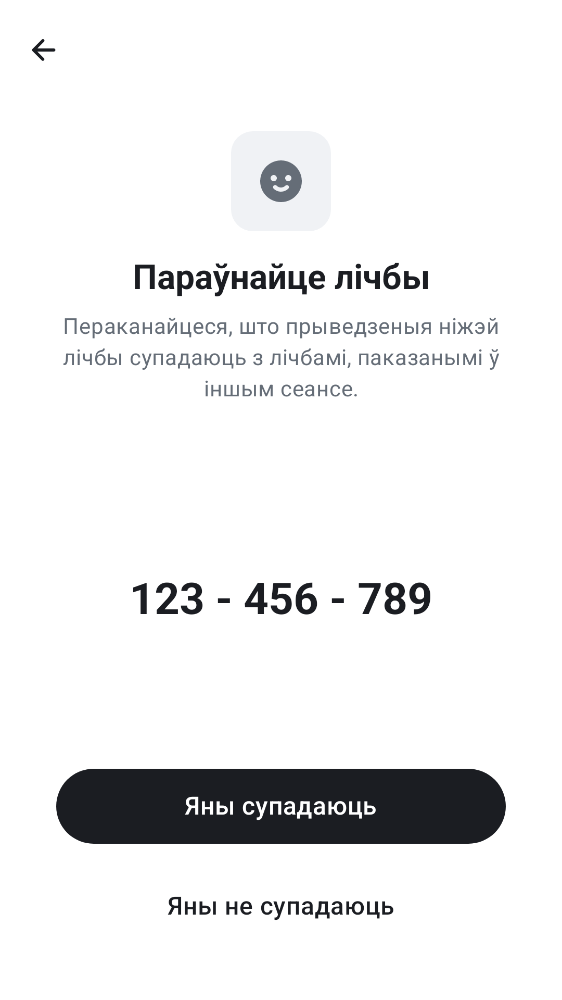 Параўнайце лічбы
Пераканайцеся, што прыведзеныя ніжэй
лічбы супадаюць з лічбамі, паказанымі ў
іншым сеансе.
123 - 456 - 789
Яны супадаюць
Яны не супадаюць